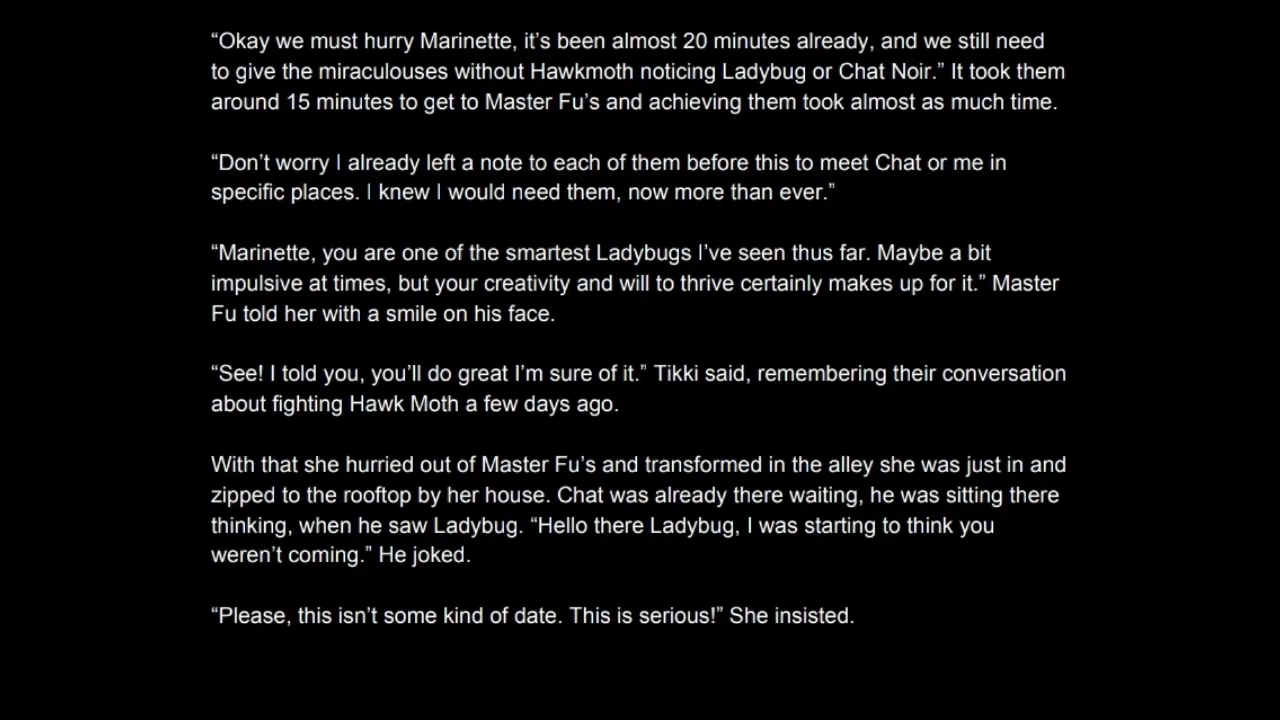 “Okay we must hurry Marinette, it’s been almost 20 minutes already, and we still need
to give the miraculouses without Hawkmoth noticing Ladybug or Chat Noir.” It took them
around 15 minutes to get to Master Fu’s and achieving them took almost as much time.
“Don’t worry I already left a note to each of them before this to meet Chat or me in
specific places. I knew I would need them, now more than ever.”
“Marinette, you are one of the smartest Ladybugs I’ve seen thus far. Maybe a bit
impulsive at times, but your creativity and will to thrive certainly makes up for it.” Master
Fu told her with a smile on his face.
“See! I told you, you’ll do great I’m sure of it.” Tikki said, remembering their conversation
about fighting Hawk Moth a few days ago.
With that she hurried out of Master Fu’s and transformed in the alley she was just in and
zipped to the rooftop by her house. Chat was already there waiting, he was sitting there
thinking, when he saw Ladybug. “Hello there Ladybug, I was starting to think you
weren’t coming.” He joked.
“Please, this isn’t some kind of date. This is serious!” She insisted.